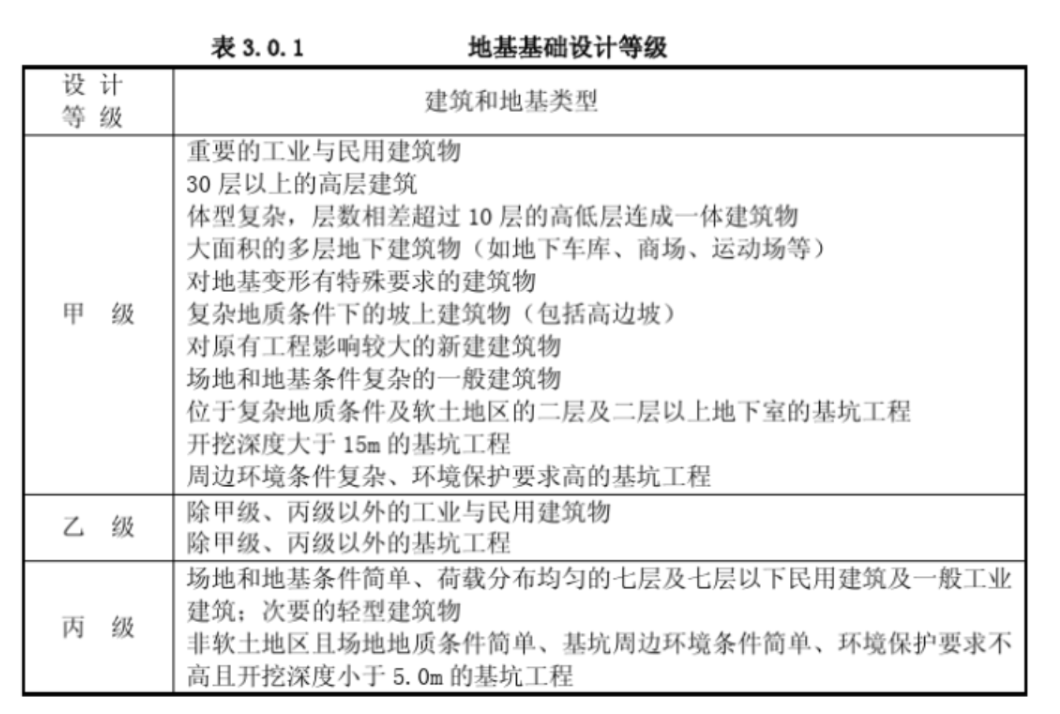 表 3.0.1 地基基础设计等级
设 计
等 级
建筑和地基类型
甲 级
重要的工业与民用建筑物
30 层以上的高层建筑
体型复杂，层数相差超过 10 层的高低层连成一体建筑物
大面积的多层地下建筑物（如地下车库、商场、运动场等）
对地基变形有特殊要求的建筑物
复杂地质条件下的坡上建筑物（包括高边坡）
对原有工程影响较大的新建建筑物
场地和地基条件复杂的一般建筑物
位于复杂地质条件及软土地区的二层及二层以上地下室的基坑工程
开挖深度大于 15m 的基坑工程
周边环境条件复杂、环境保护要求高的基坑工程
乙 级
除甲级、丙级以外的工业与民用建筑物
除甲级、丙级以外的基坑工程
丙 级
场地和地基条件简单、荷载分布均匀的七层及七层以下民用建筑及一般工业
建筑；次要的轻型建筑物
非软土地区且场地地质条件简单、基坑周边环境条件简单、环境保护要求不
高且开挖深度小于 5.0m 的基坑工程